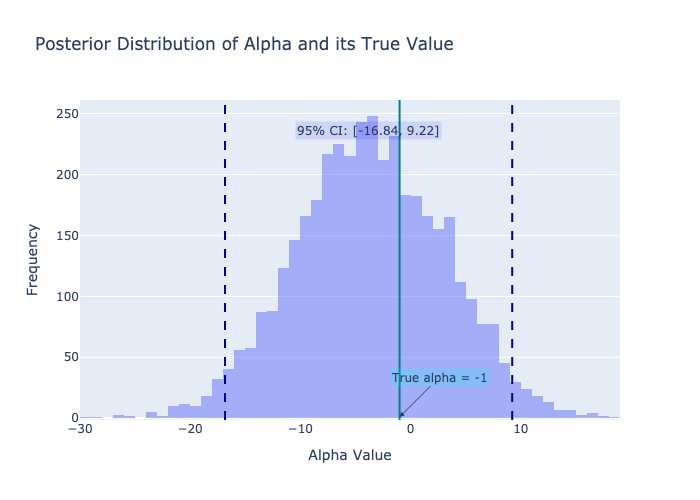 Posterior Distribution of Alpha and its True Value
250
95% CI: [-16.84, 9.22]
200
150
Frequency
100
50
True alpha = -1
0
−30
−20
−10
0
10
Alpha Value